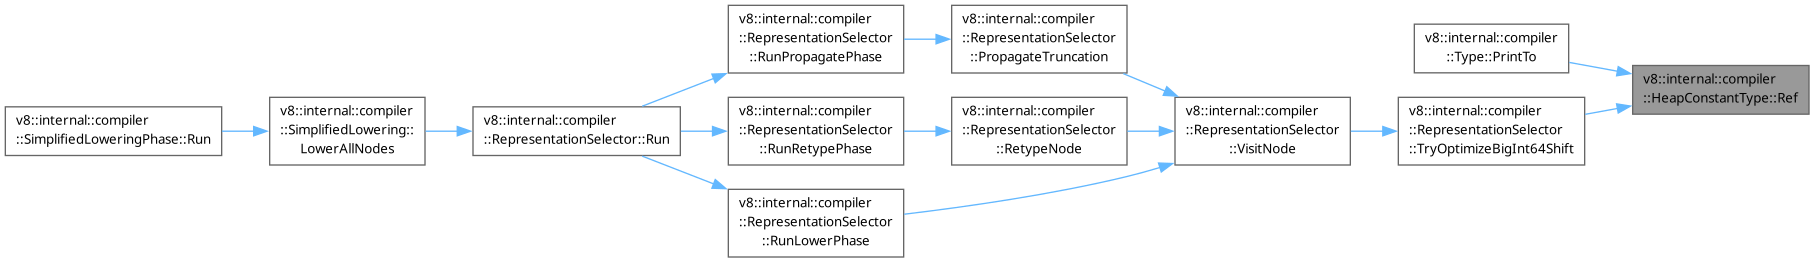 v8::internal::compiler
::SimplifiedLoweringPhase::Run
v8::internal::compiler
::SimplifiedLowering::
LowerAllNodes
v8::internal::compiler
::RepresentationSelector::Run
v8::internal::compiler
::RepresentationSelector
::RunPropagatePhase
v8::internal::compiler
::RepresentationSelector
::RunRetypePhase
v8::internal::compiler
::RepresentationSelector
::RunLowerPhase
v8::internal::compiler
::RepresentationSelector
::PropagateTruncation
v8::internal::compiler
::RepresentationSelector
::RetypeNode
v8::internal::compiler
::RepresentationSelector
::VisitNode
v8::internal::compiler
::Type::PrintTo
v8::internal::compiler
::RepresentationSelector
::TryOptimizeBigInt64Shift
v8::internal::compiler
::HeapConstantType::Ref